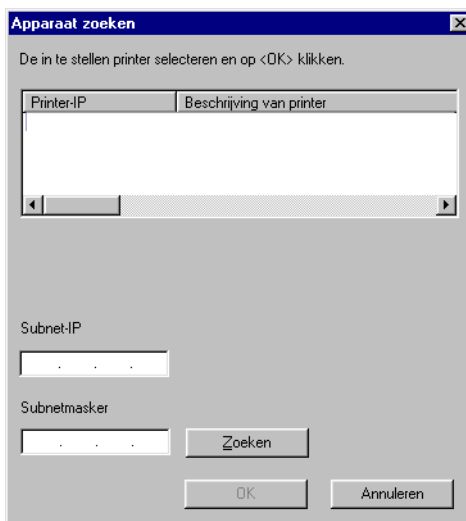 Apparaat zoeken
De in te stellen printer selecteren en op <OK> klikken.
Printer-IP Beschrijving van printer
Subnet-IP
. . .
Subnetmasker
. . . Zoeken
OK Annuleren